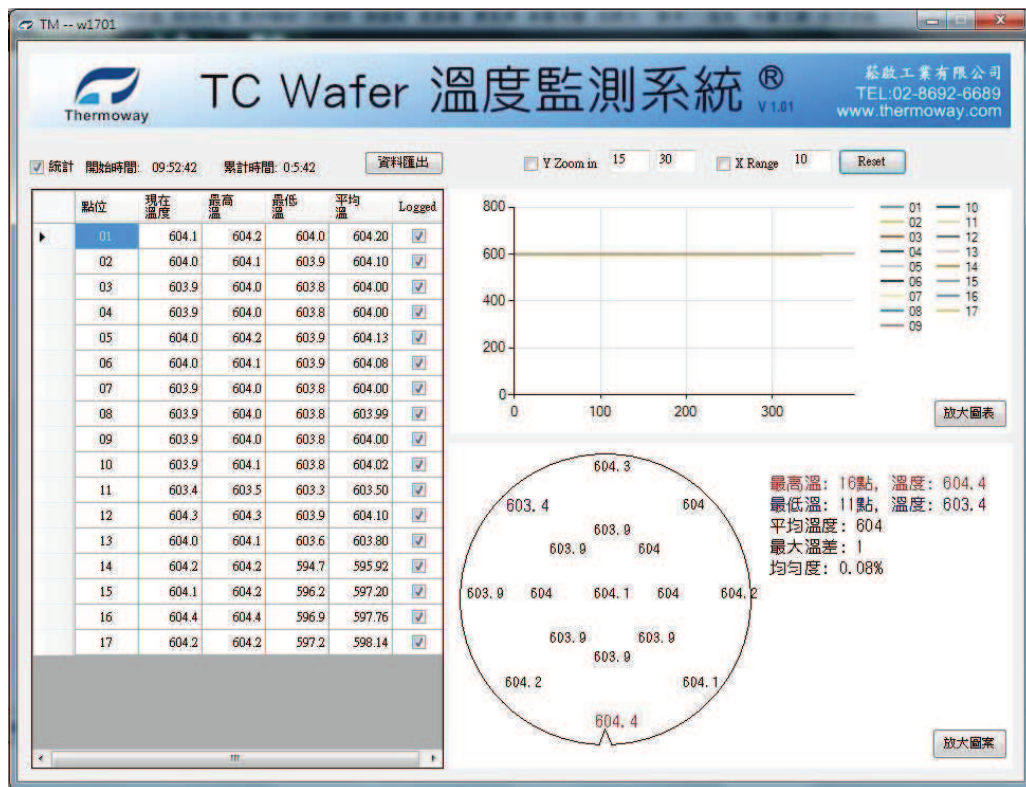 TM -- w1701
Thermoway
TC Wafer 溫度監測系統 ®
V 1.01
菘啟工業有限公司
TEL:02-8692-6689
www.thermoway.com
統計 開始時間: 09:52:42 累計時間: 0:5:42 資料匯出
Y Zoom in 15 30 X Range 10 Reset
點位 現在溫度 最高溫 最低溫 平均溫 Logged
01 604.1 604.2 604.0 604.20
02 604.0 604.1 603.9 604.10
03 603.9 604.0 603.8 604.00
04 603.9 604.0 603.8 604.00
05 604.0 604.2 603.9 604.13
06 604.0 604.1 603.9 604.08
07 603.9 604.0 603.8 604.00
08 603.9 604.0 603.8 603.99
09 603.9 604.0 603.8 604.00
10 603.9 604.1 603.8 604.02
11 603.4 603.5 603.3 603.50
12 604.3 604.3 603.9 604.10
13 604.0 604.1 603.6 603.80
14 604.2 604.2 594.7 595.92
15 604.1 604.2 596.2 597.20
16 604.4 604.4 596.9 597.76
17 604.2 604.2 597.2 598.14
800
600
400
200
0
0 100 200 300
01 10
02 11
03 12
04 13
05 14
06 15
07 16
08 17
09
放大圖表
604.3
603.4 604
603.9
603.9 604
603.9 604 604.1 604 604.2
603.9 603.9
603.9
604.2 604.1
604.4
最高溫: 16點, 溫度: 604.4
最低溫: 11點, 溫度: 603.4
平均溫度: 604
最大溫差: 1
均勻度: 0.08%
放大圖案